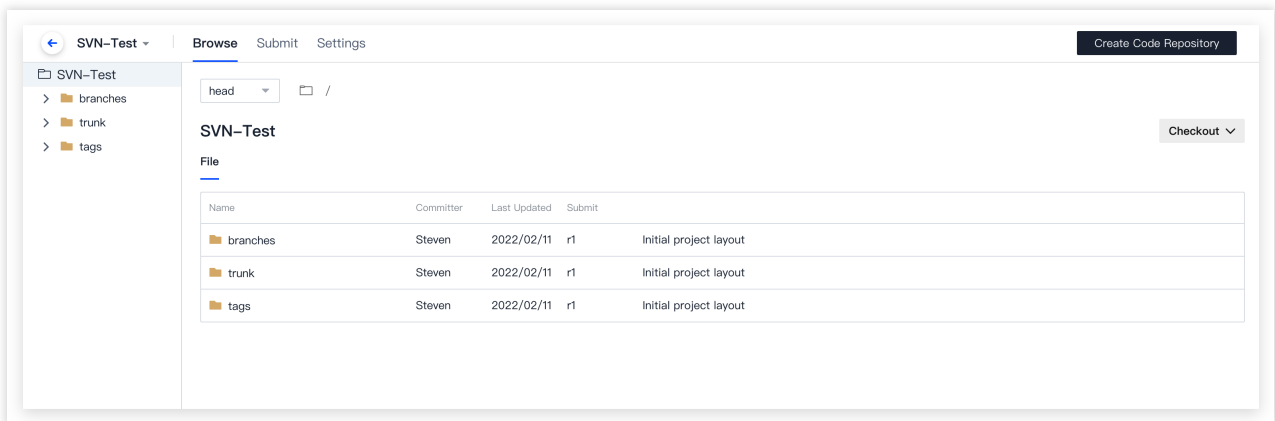 SVN-Test Browse Submit Settings Create Code Repository
SVN-Test
branches
trunk
tags
head /
SVN-Test Checkout
File
Name Committer Last Updated Submit
branches Steven 2022/02/11 r1 Initial project layout
trunk Steven 2022/02/11 r1 Initial project layout
tags Steven 2022/02/11 r1 Initial project layout